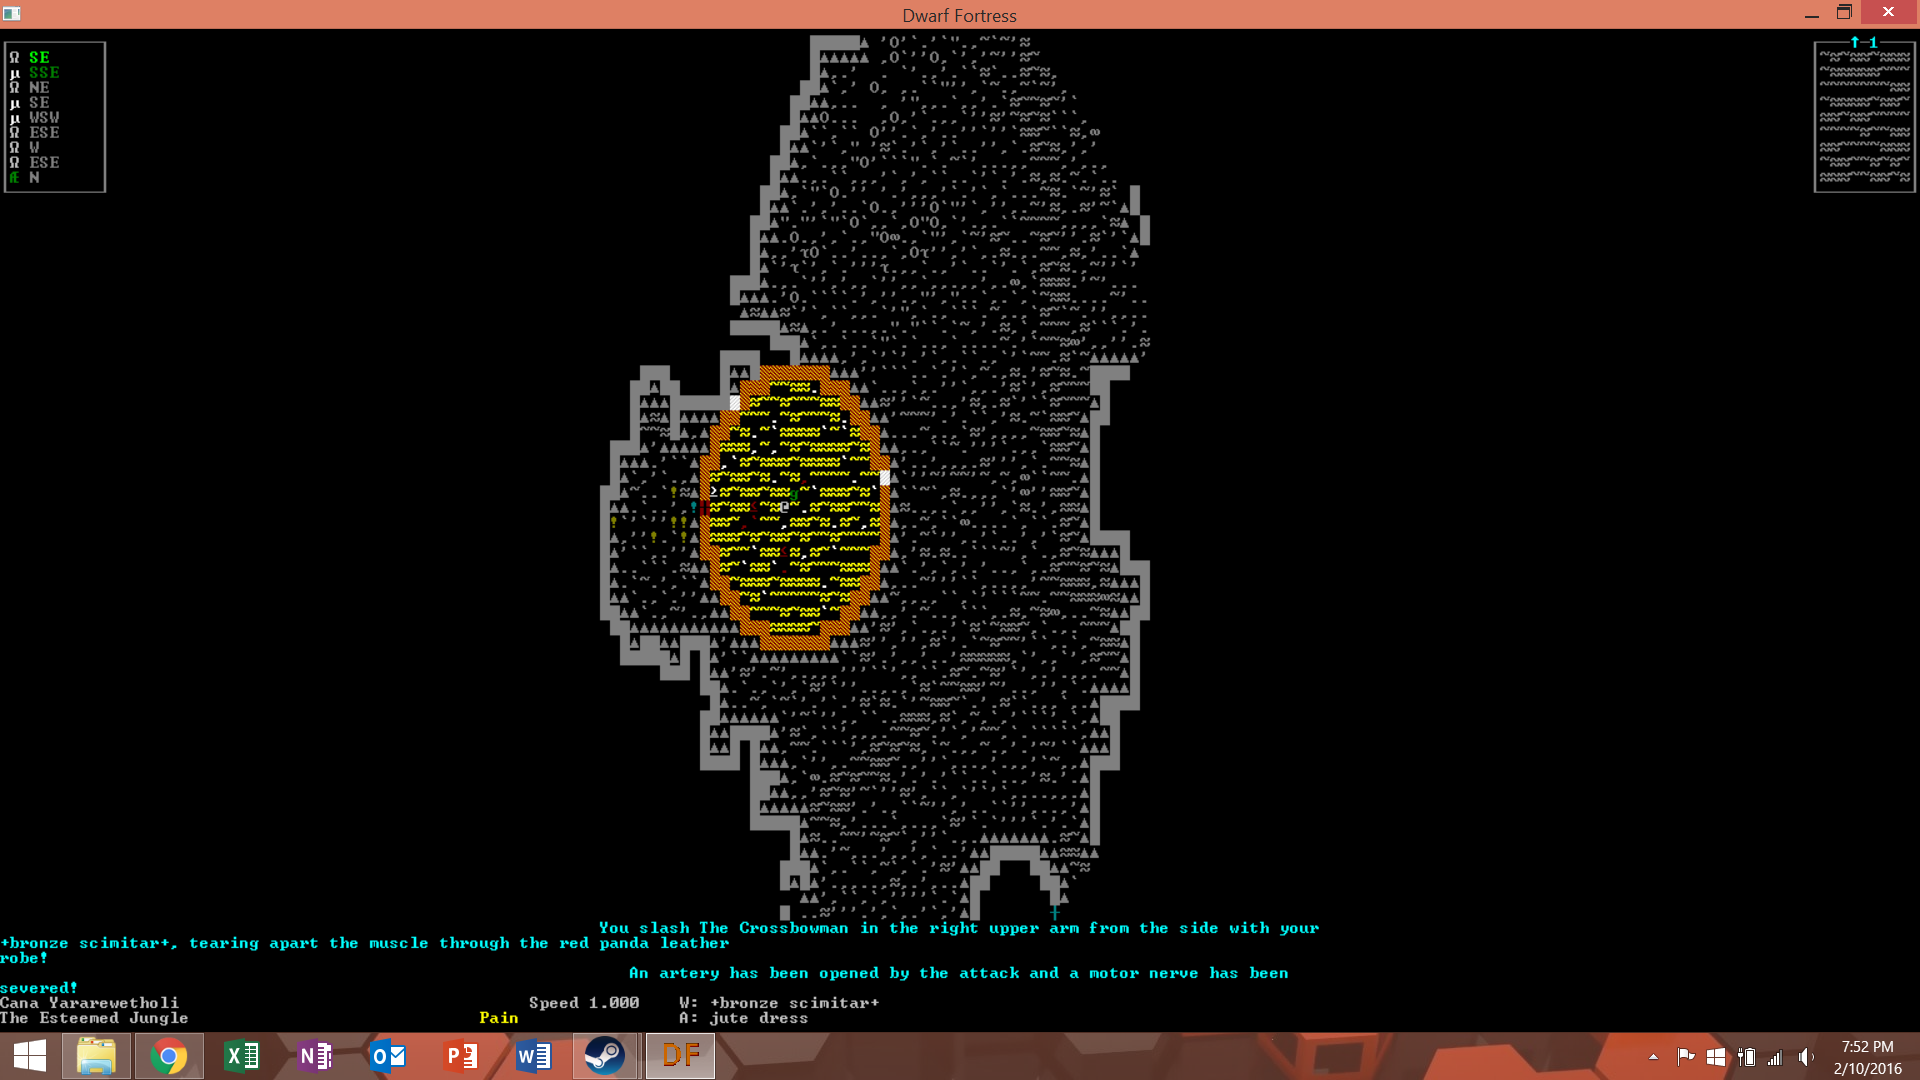 Dwarf Fortress
Ω SE
µ SSE
Ω NE
µ SE
µ WSW
Ω ESE
Ω W
Ω ESE
Æ N
↑-1
You slash The Crossbowman in the right upper arm from the side with your
+bronze scimitar+, tearing apart the muscle through the red panda leather
robe!
An artery has been opened by the attack and a motor nerve has been
severed!
Cana Yararewetholi Speed 1.000 W: +bronze scimitar+
The Esteemed Jungle Pain A: jute dress
DF
7:52 PM
2/10/2016